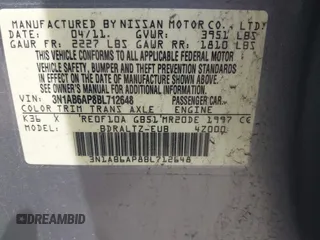 MANUFACTURED BY NISSAN MOTOR CO., LTD.
DATE 04/11. GVWR: 3951 LBS
GAWR FR: 2227 LBS GAWR RR: 1810 LBS
THIS VEHICLE CONFORMS TO ALL APPLICABLE FEDERAL MOTOR
VEHICLE SAFETY, BUMPER AND THEFT PREVENTION STANDARDS
IN EFFECT ON THE DATE OF MANUFACTURE SHOWN ABOVE.
SEE OWNER'S MANUAL FOR ADDITIONAL INFORMATION.
VIN: 3N1AB6AP8BL712648 PASSENGER CAR
COLOR TRIM TRANS AXLE ENGINE
K36 X RE0F10A GB51 MR20DE 1997 CC
MODEL BDRALTZ-EUB 4Z000
3N1AB6AP8BL712648